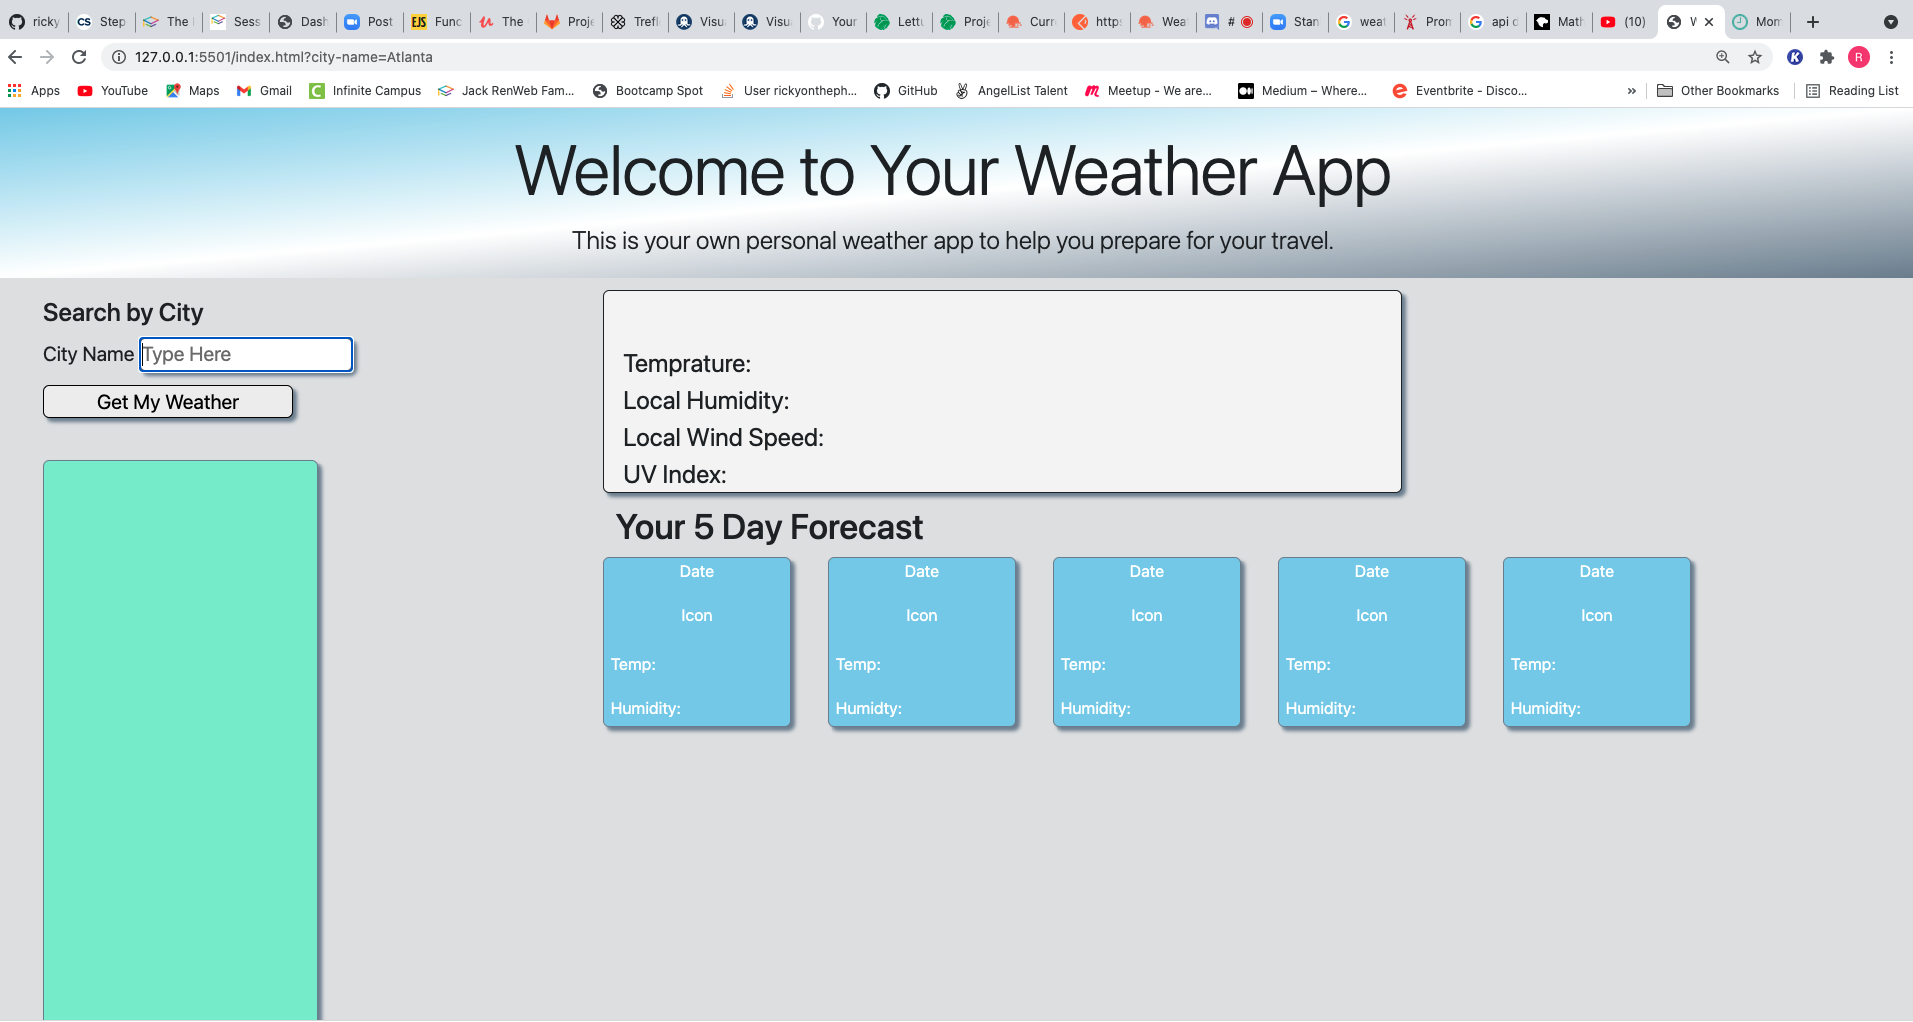 ricky Step The Sess Dash Post Func The Proje Trefl Visua Visua Your Lettu Proje Curr https Wea # Stan weat Pron api d Math (10) W Mom
127.0.0.1:5501/index.html?city-name=Atlanta
Apps YouTube Maps Gmail Infinite Campus Jack RenWeb Fam... Bootcamp Spot User rickyontheph... GitHub AngelList Talent Meetup - We are... Medium – Where... Eventbrite - Disco... » Other Bookmarks Reading List
Welcome to Your Weather App
This is your own personal weather app to help you prepare for your travel.
Search by City
City Name Type Here
Get My Weather
Temprature:
Local Humidity:
Local Wind Speed:
UV Index:
Your 5 Day Forecast
Date Date Date Date Date
Icon Icon Icon Icon Icon
Temp: Temp: Temp: Temp: Temp:
Humidity: Humidty: Humidity: Humidity: Humidity: